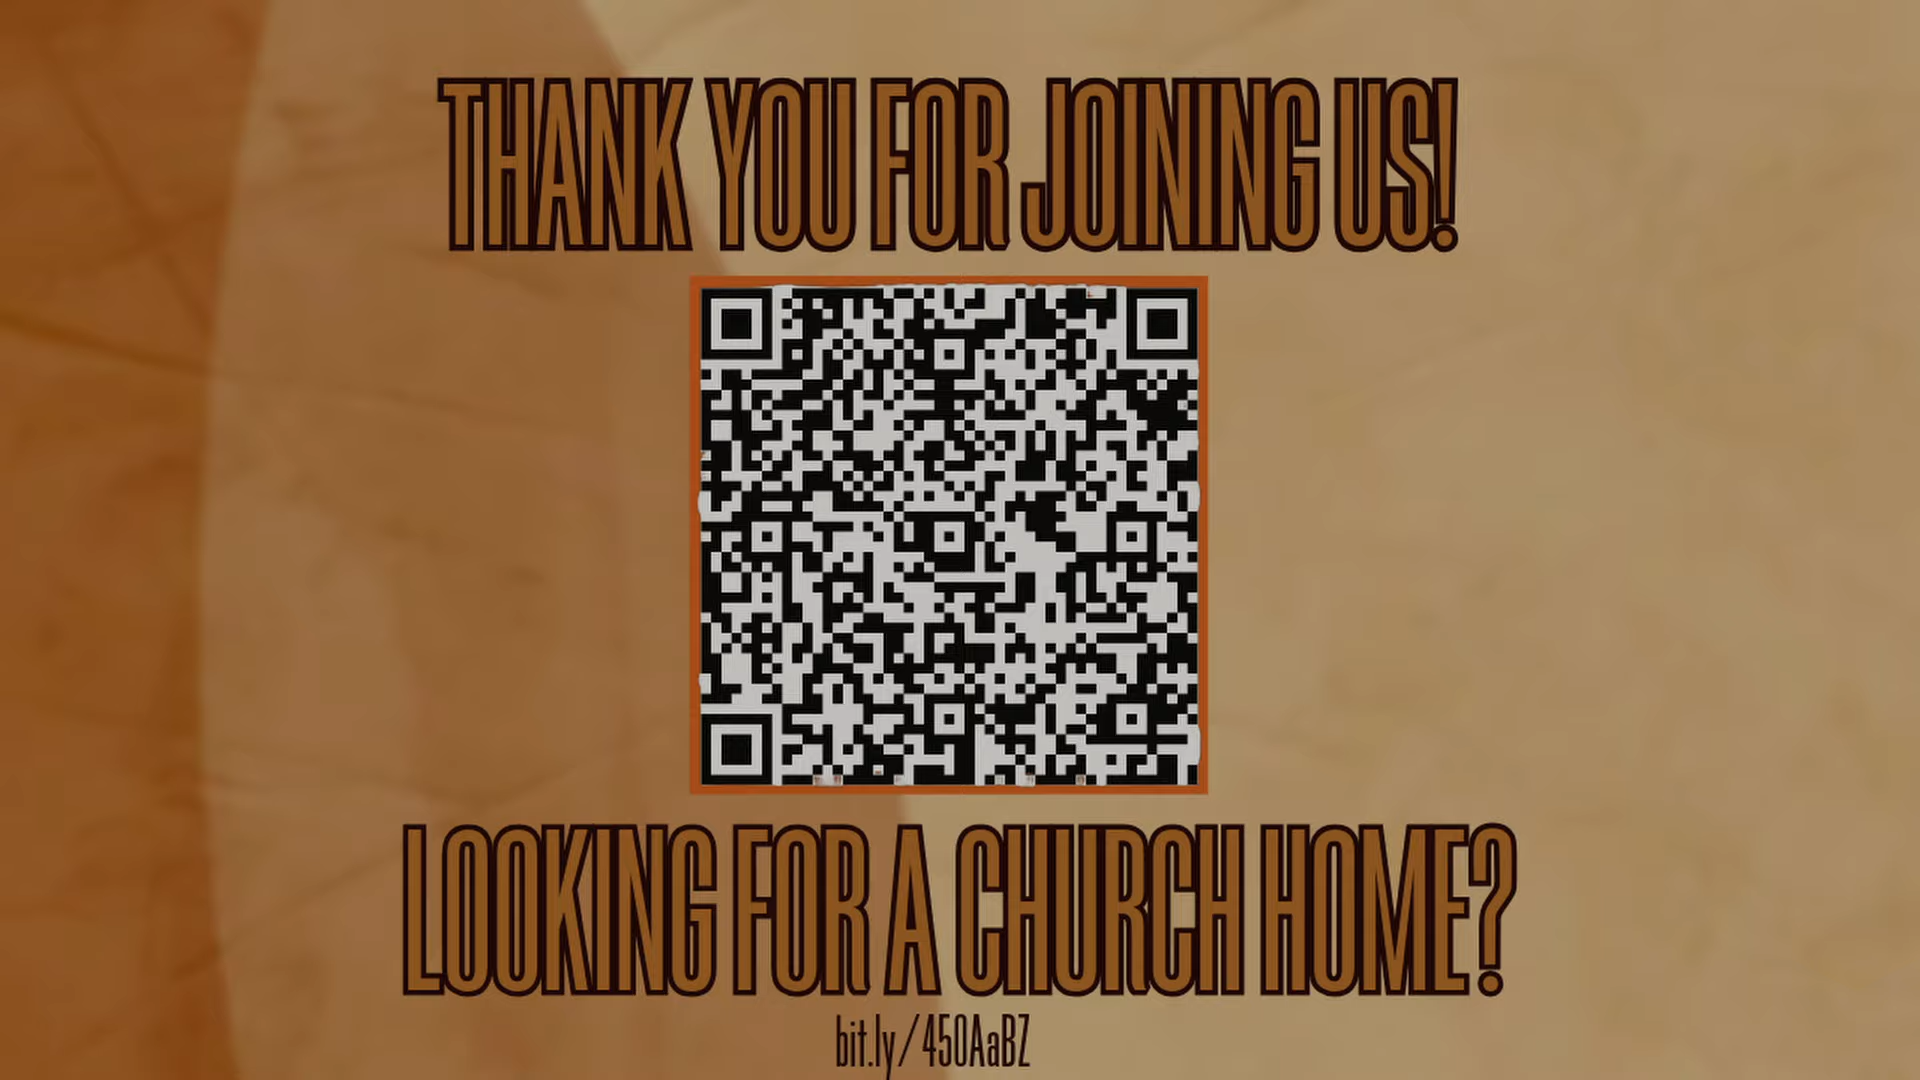 THANK YOU FOR JOINING US!
LOOKING FOR A CHURCH HOME?
bit.ly/450AaBZ